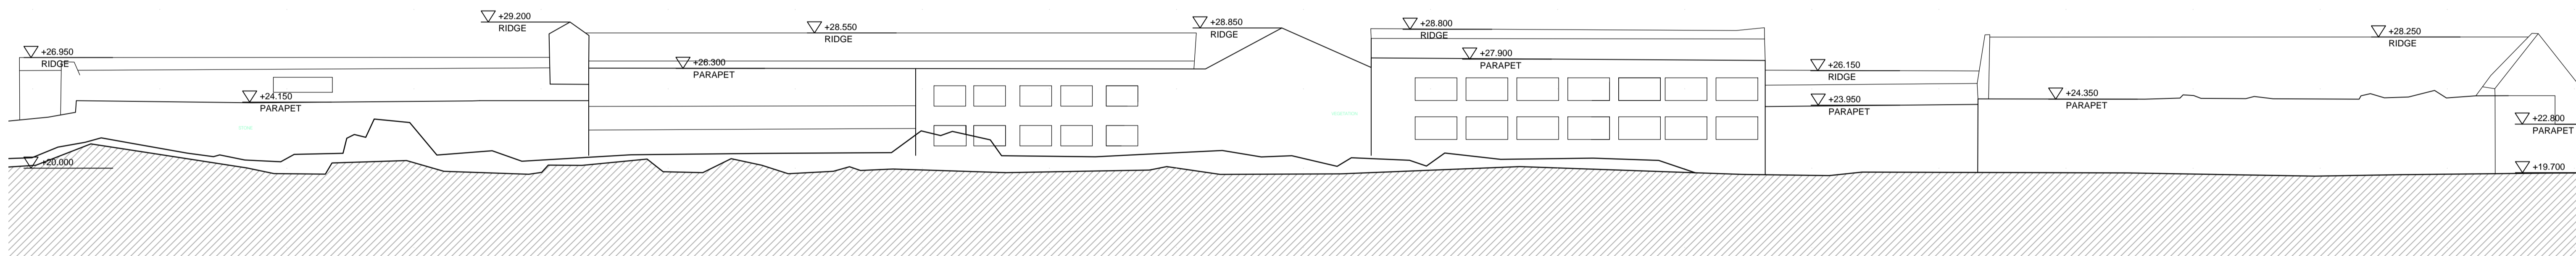 +29.200
RIDGE
+28.550
RIDGE
+28.850
RIDGE
+28.800
RIDGE
+28.250
RIDGE
+26.950
RIDGE
+26.300
PARAPET
+27.900
PARAPET
+26.150
RIDGE
+24.150
PARAPET
+23.950
PARAPET
+24.350
PARAPET
+22.800
PARAPET
+20.000
+19.700